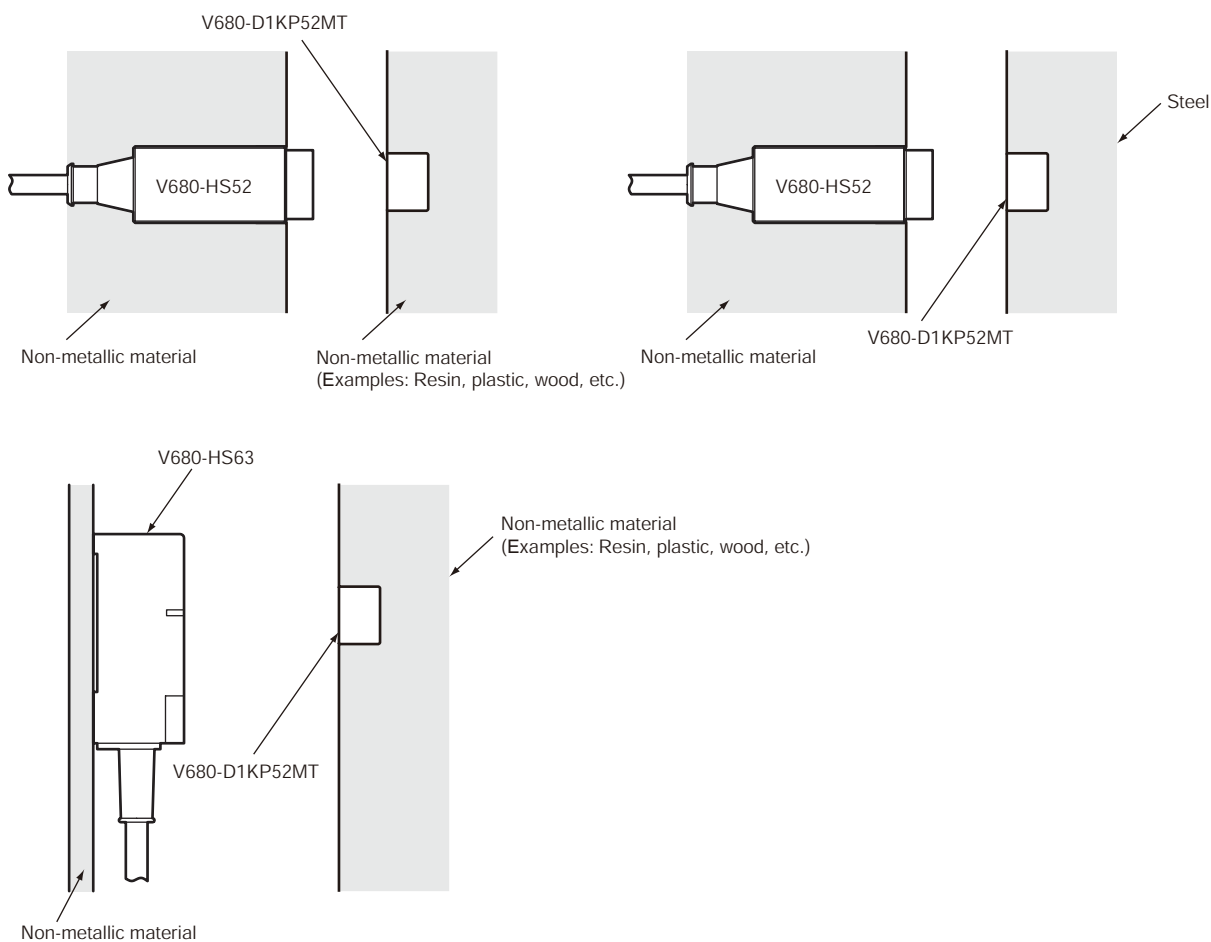 V680-D1KP52MT
V680-HS52
Non-metallic material
Non-metallic material
(Examples: Resin, plastic, wood, etc.)
Steel
V680-HS52
V680-D1KP52MT
Non-metallic material
V680-HS63
Non-metallic material
(Examples: Resin, plastic, wood, etc.)
V680-D1KP52MT
Non-metallic material